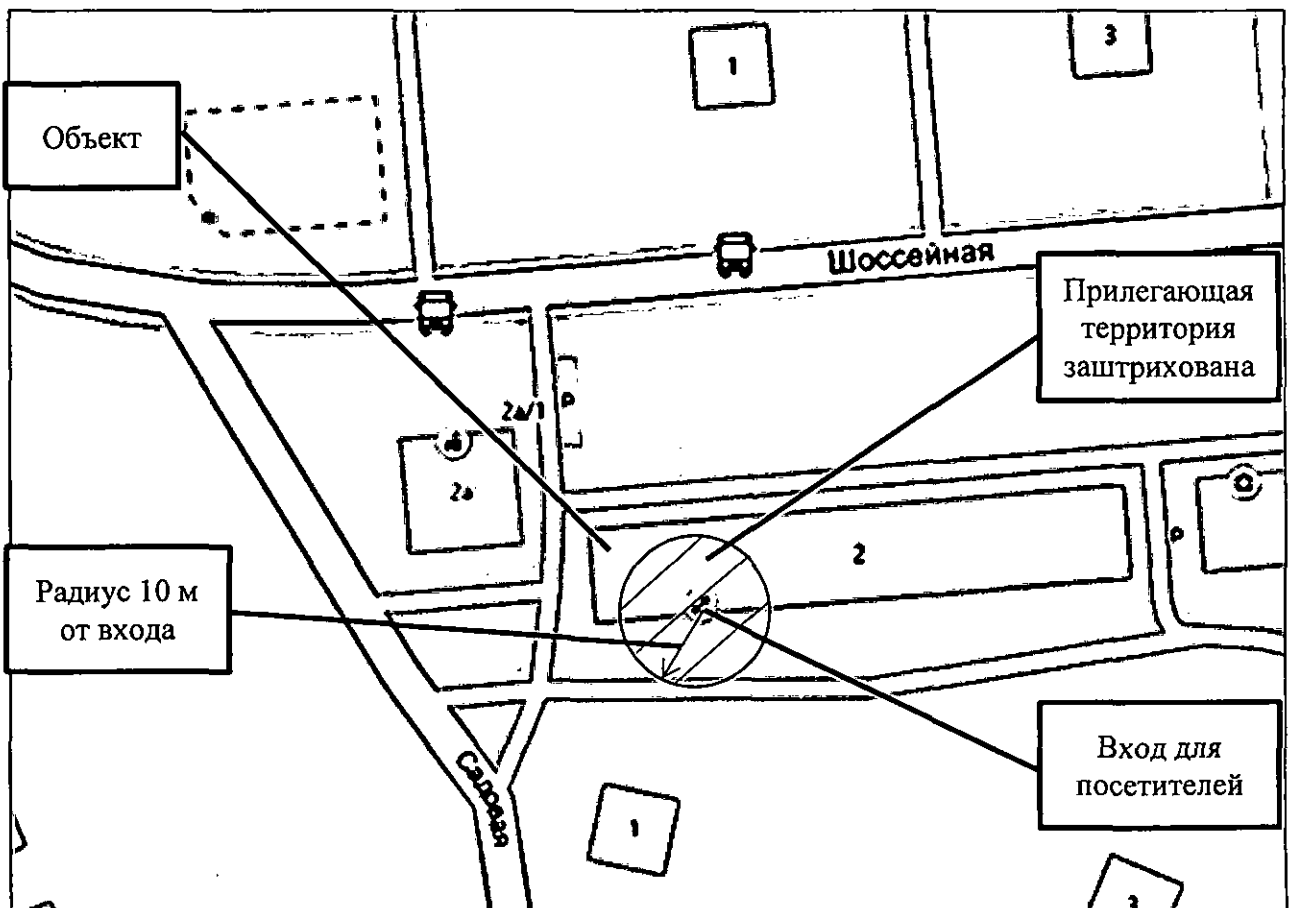 1
3
Объект
Шоссейная
Прилегающая
территория
заштрихована
2а/1
P
2а
2
P
Радиус 10 м
от входа
Вход для
посетителей
Садовая
1
3